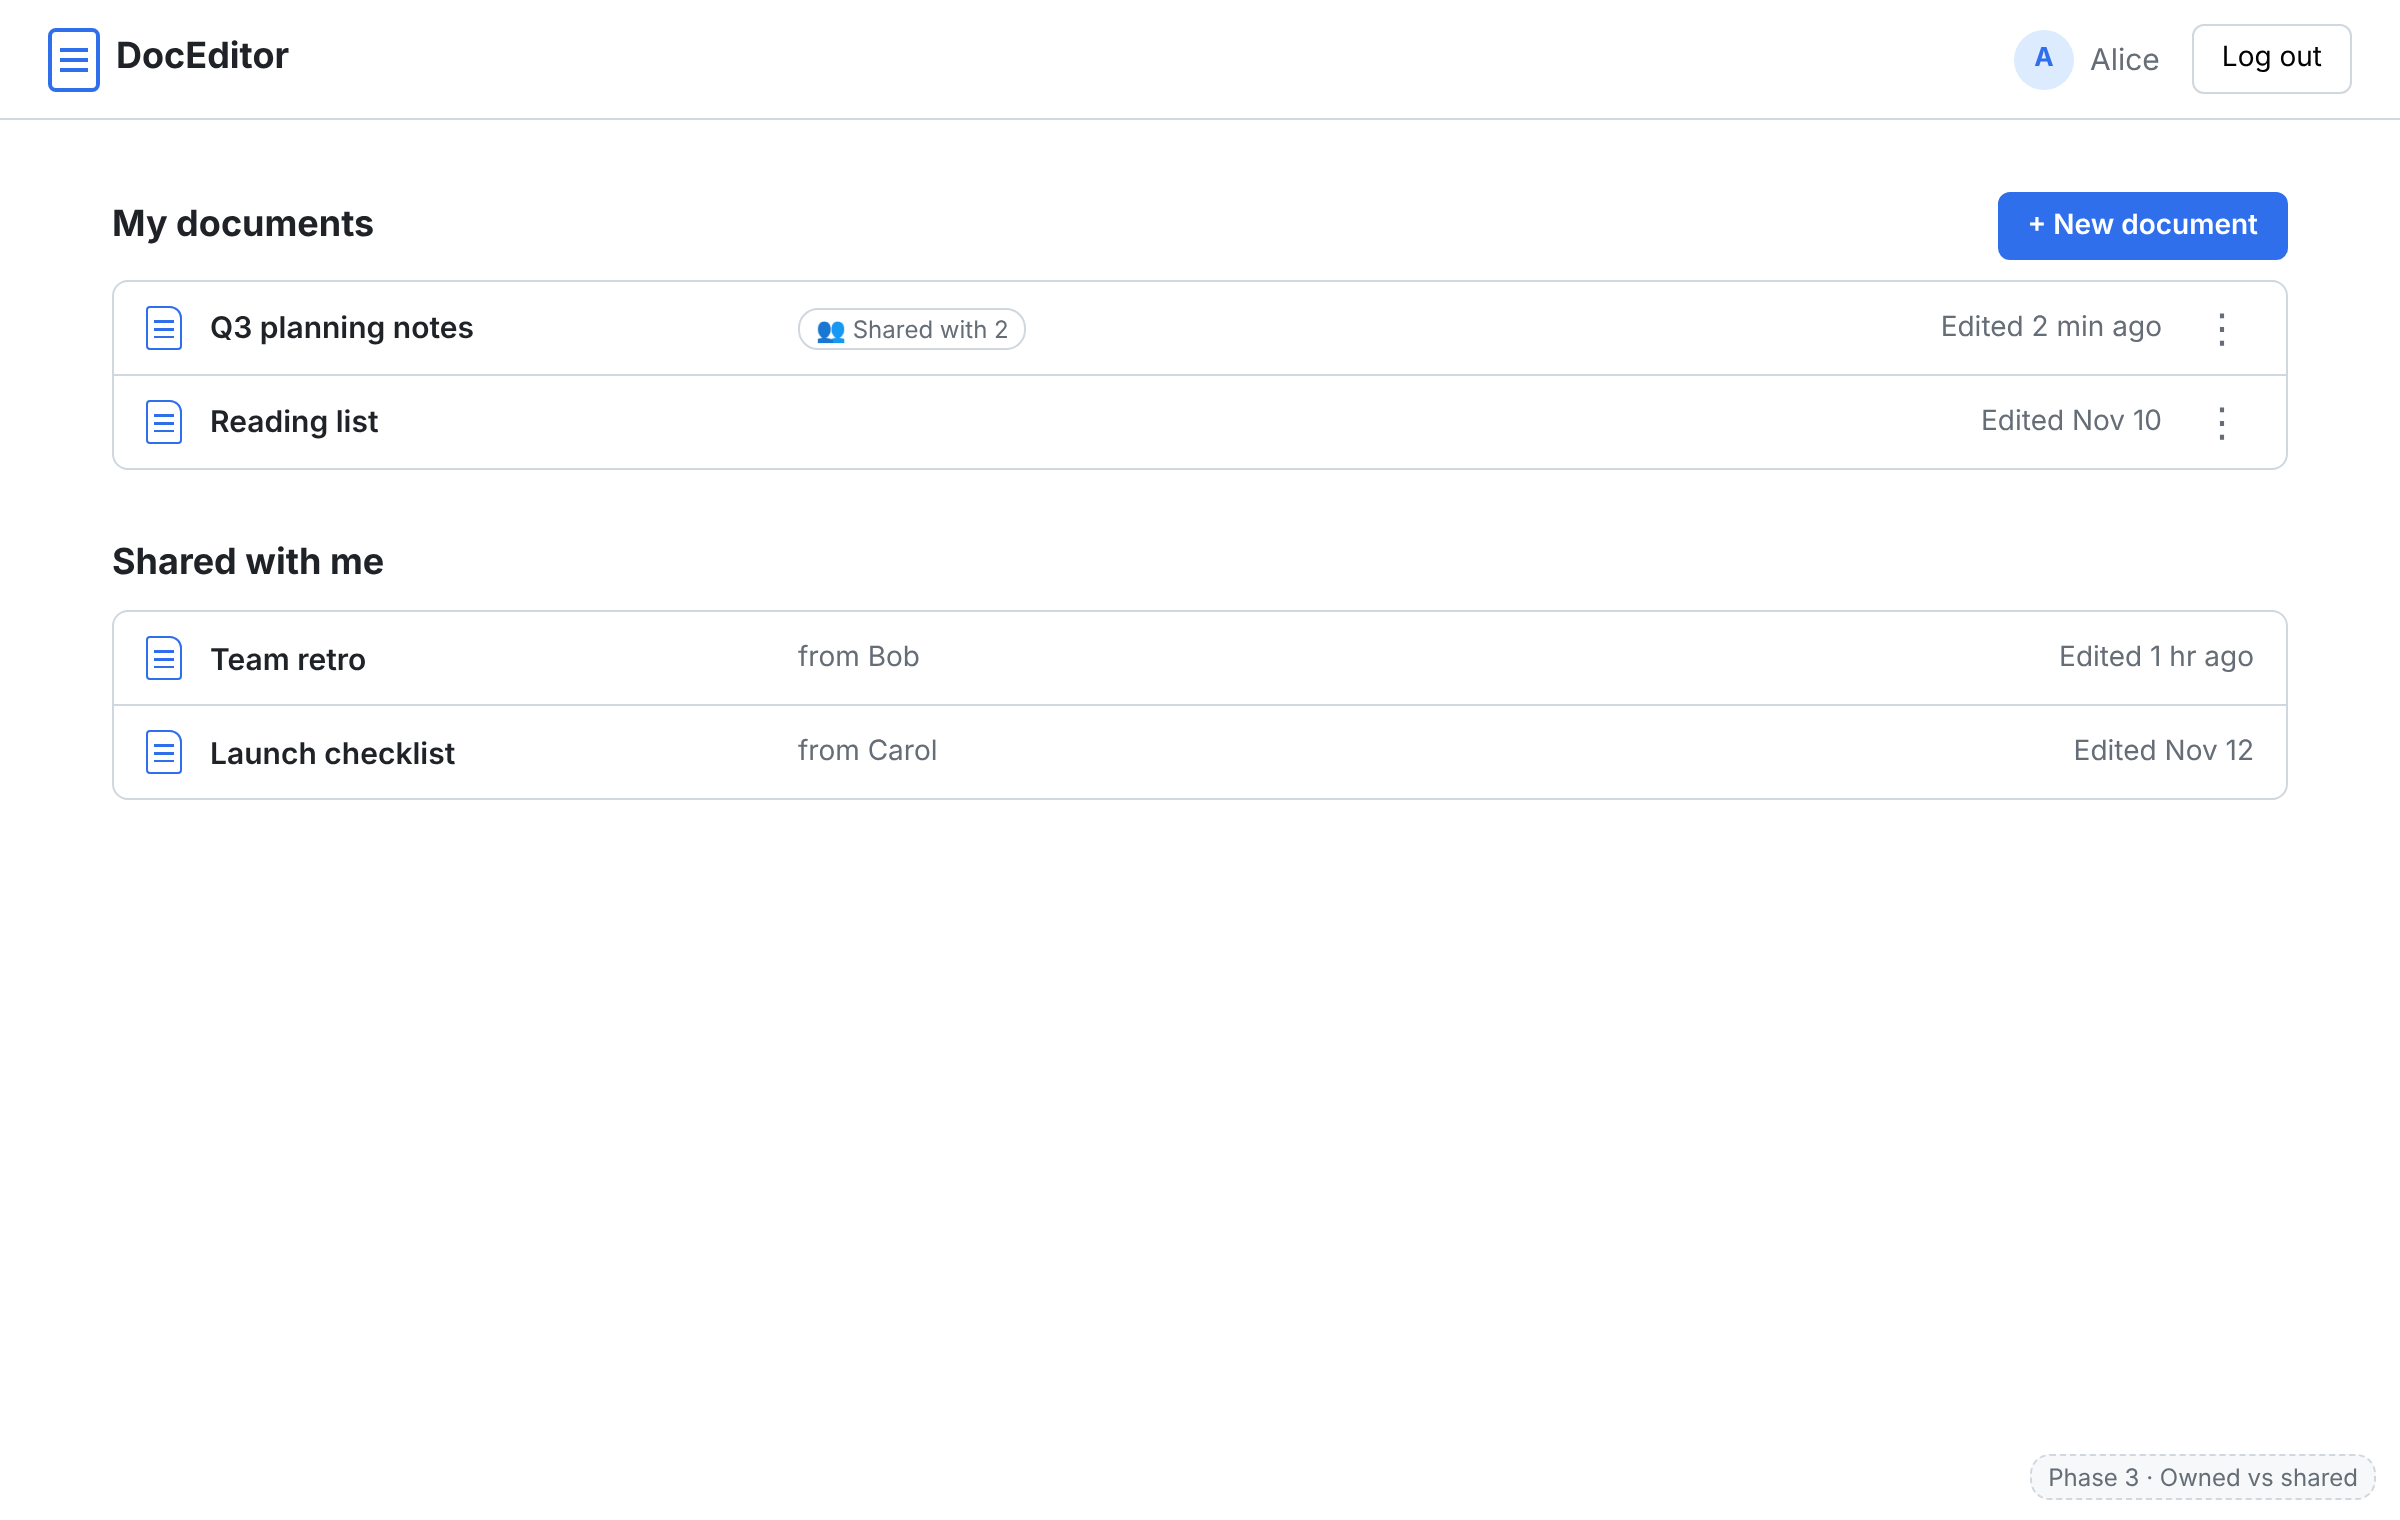 DocEditor
A Alice Log out
My documents
+ New document
Q3 planning notes 👥 Shared with 2 Edited 2 min ago ⋮
Reading list Edited Nov 10 ⋮
Shared with me
Team retro from Bob Edited 1 hr ago
Launch checklist from Carol Edited Nov 12
Phase 3 · Owned vs shared